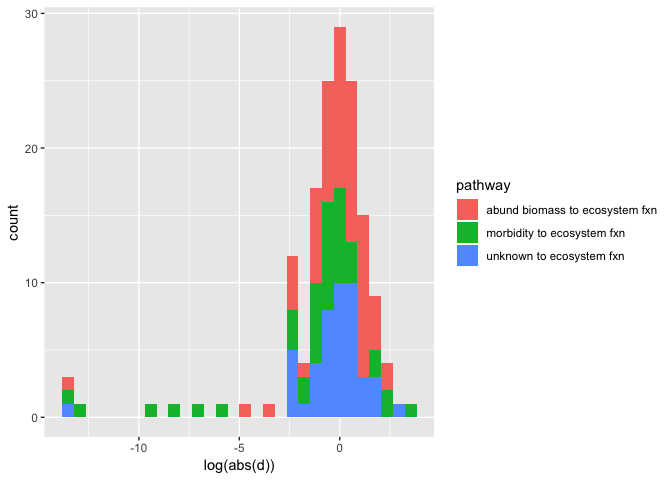 30
20
10
0
count
-10
-5
0
log(abs(d))
pathway
abund biomass to ecosystem fxn
morbidity to ecosystem fxn
unknown to ecosystem fxn